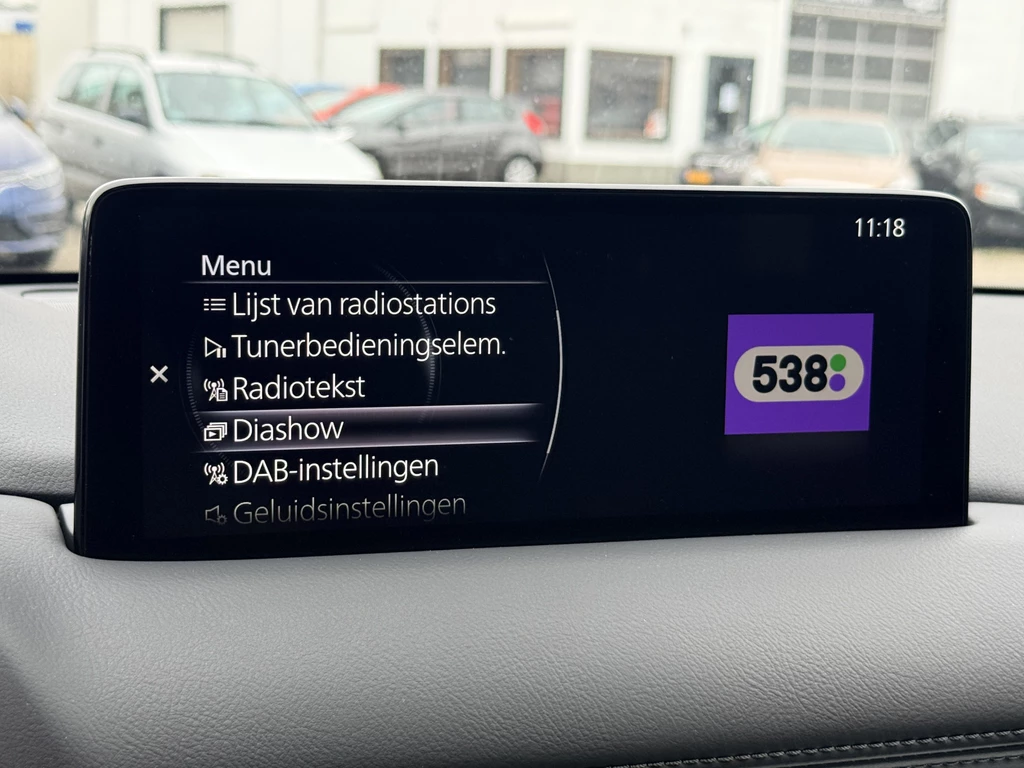 11:18
Menu
Lijst van radiostations
Tunerbedieningselem.
Radiotekst
Diashow
DAB-instellingen
Geluidsinstellingen
538